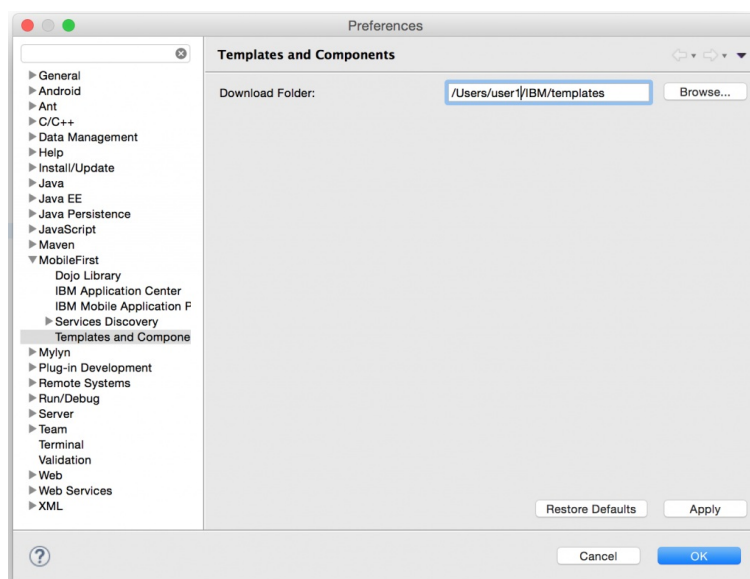 Preferences
Templates and Components
General
Android
Ant
C/C++
Data Management
Help
Install/Update
Java
Java EE
Java Persistence
JavaScript
Maven
MobileFirst
Dojo Library
IBM Application Center
IBM Mobile Application P
Services Discovery
Templates and Compone
Mylyn
Plug-in Development
Remote Systems
Run/Debug
Server
Team
Terminal
Validation
Web
Web Services
XML
Download Folder: /Users/user1/IBM/templates Browse...
Restore Defaults Apply
? Cancel OK